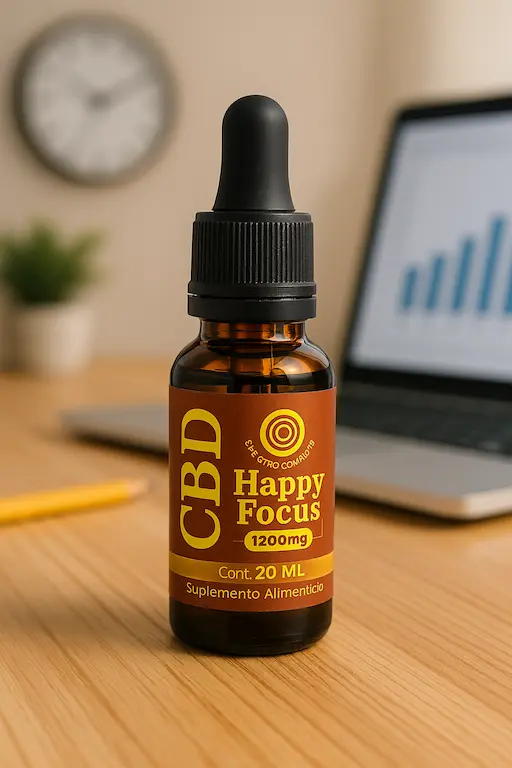 CBD
Happy
Focus
1200mg
Cont. 20 ML
Suplemento Alimenticio